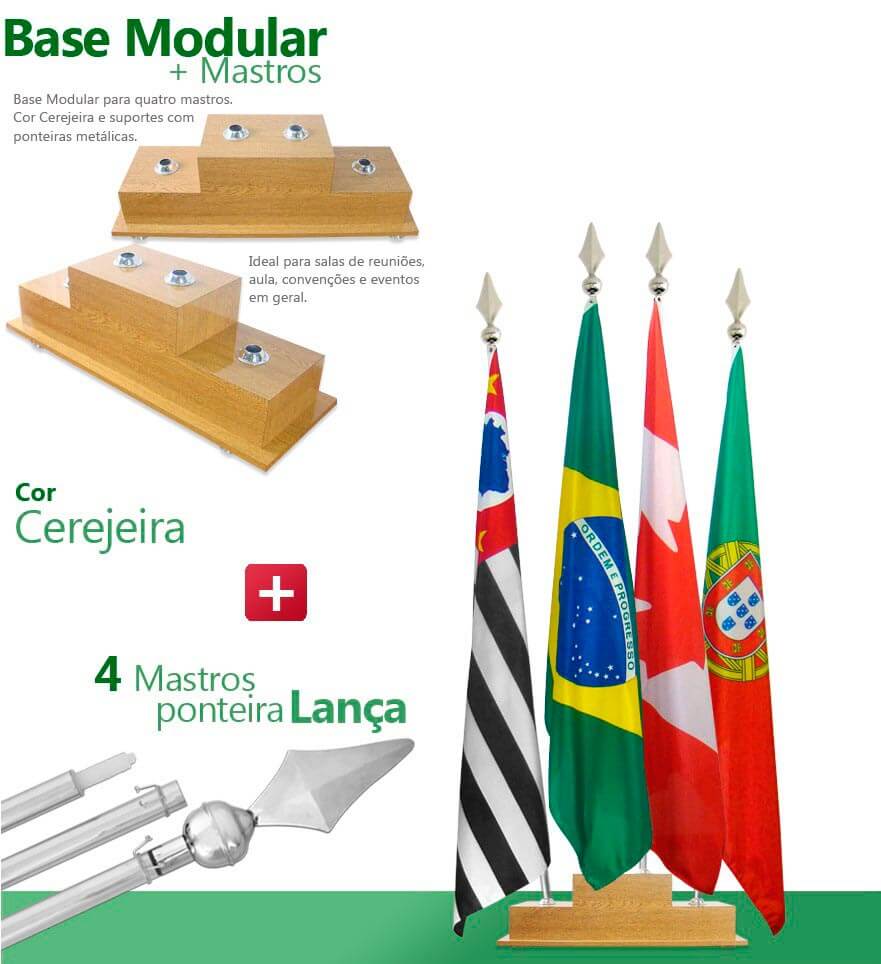 Base Modular
+ Mastros
Base Modular para quatro mastros.
Cor Cerejeira e suportes com
ponteiras metálicas.
Ideal para salas de reuniões,
aula, convenções e eventos
em geral.
Cor
Cerejeira
+
4 Mastros
ponteira Lança
ORDEM E PROGRESSO